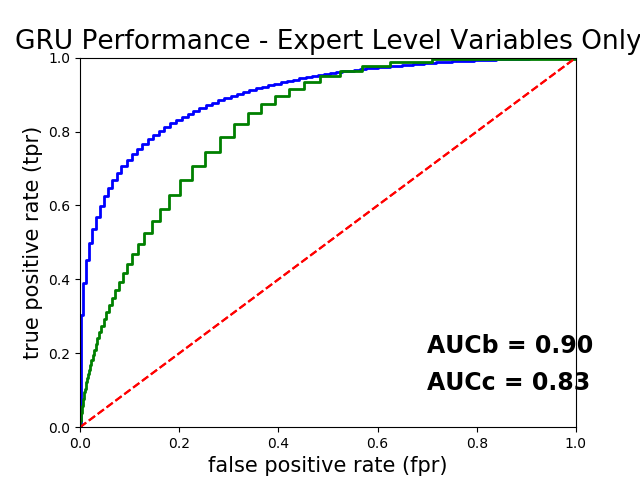 GRU Performance - Expert Level Variables Only
1.0
0.8
0.6
0.4
0.2
0.0
true positive rate (tpr)
AUCb = 0.90
AUCc = 0.83
0.0 0.2 0.4 0.6 0.8 1.0
false positive rate (fpr)